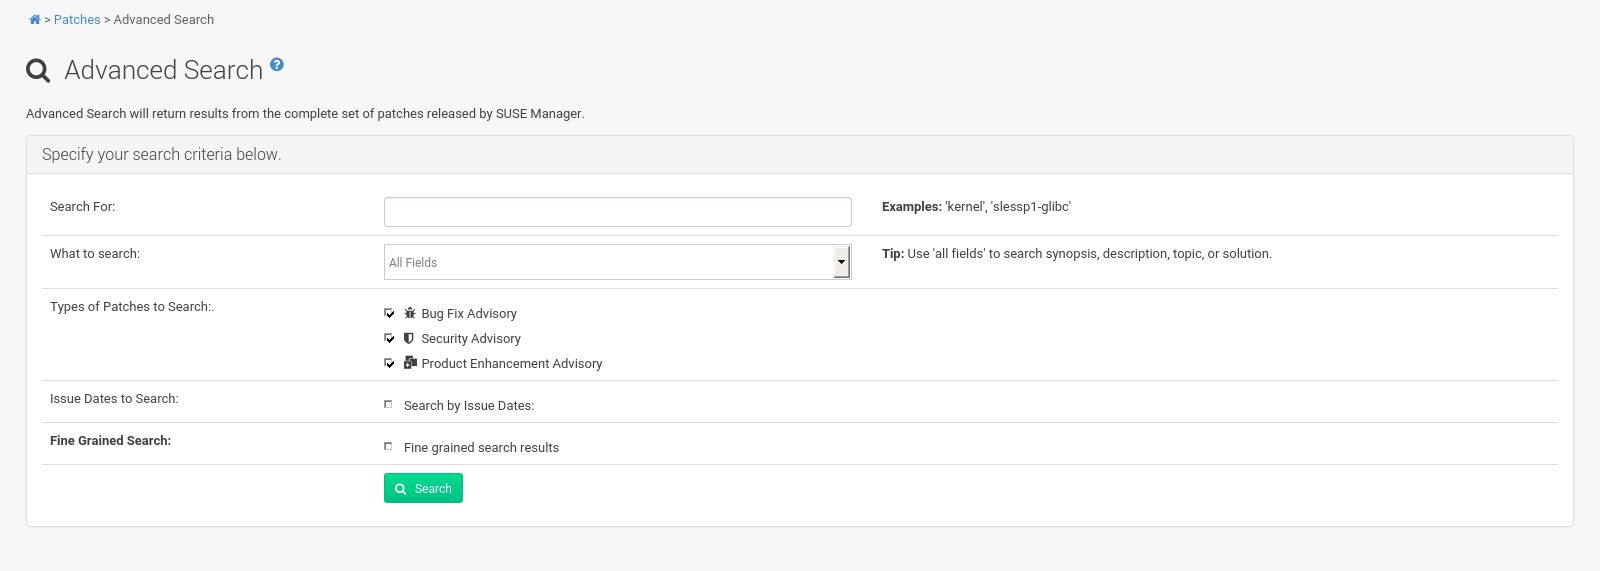 > Patches > Advanced Search
Advanced Search ?
Advanced Search will return results from the complete set of patches released by SUSE Manager.
Specify your search criteria below.
Search For:
Examples: 'kernel', 'slessp1-glibc'
What to search:
All Fields
Tip: Use 'all fields' to search synopsis, description, topic, or solution.
Types of Patches to Search:.
Bug Fix Advisory
Security Advisory
Product Enhancement Advisory
Issue Dates to Search:
Search by Issue Dates:
Fine Grained Search:
Fine grained search results
Search